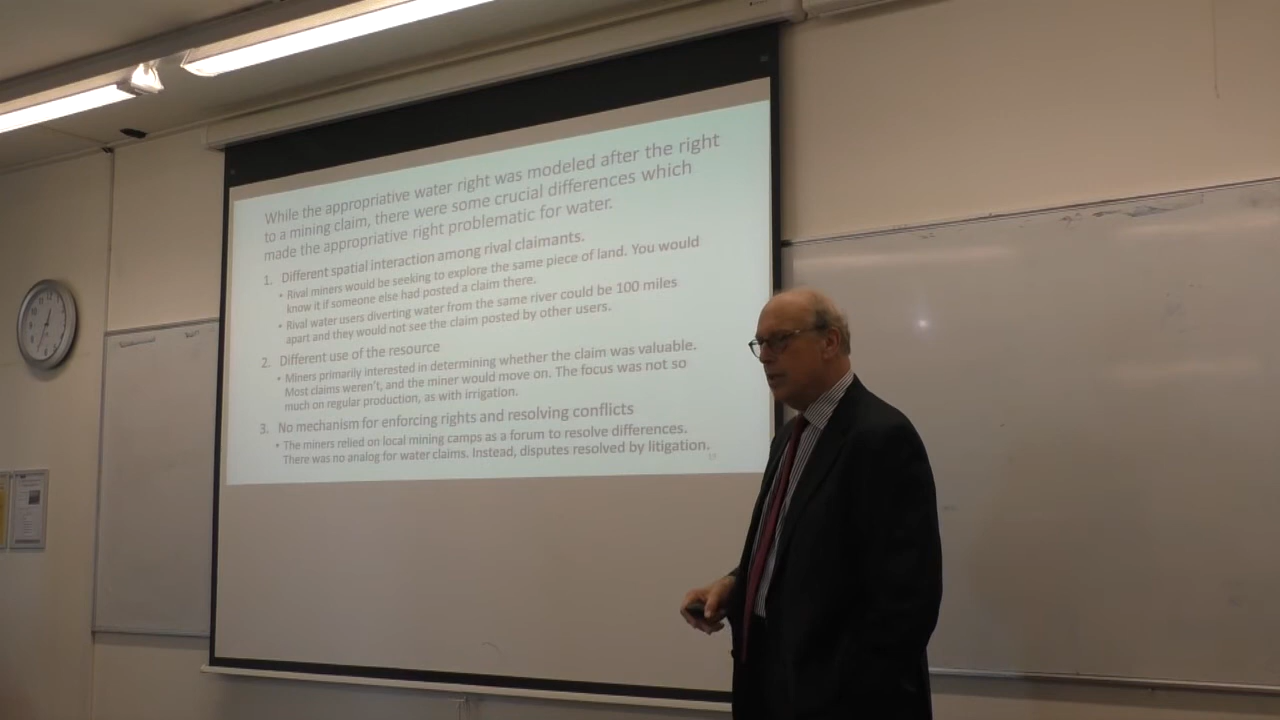 While the appropriative water right was modeled after the right
to a mining claim, there were some crucial differences which
made the appropriative right problematic for water.
1. Different spatial interaction among rival claimants.
• Rival miners would be seeking to explore the same piece of land. You would
know it if someone else had posted a claim there.
• Rival water users diverting water from the same river could be 100 miles
apart and they would not see the claim posted by other users.
2. Different use of the resource
• Miners primarily interested in determining whether the claim was valuable.
Most claims weren't, and the miner would move on. The focus was not so
much on regular production, as with irrigation.
3. No mechanism for enforcing rights and resolving conflicts
• The miners relied on local mining camps as a forum to resolve differences.
There was no analog for water claims. Instead, disputes resolved by litigation.